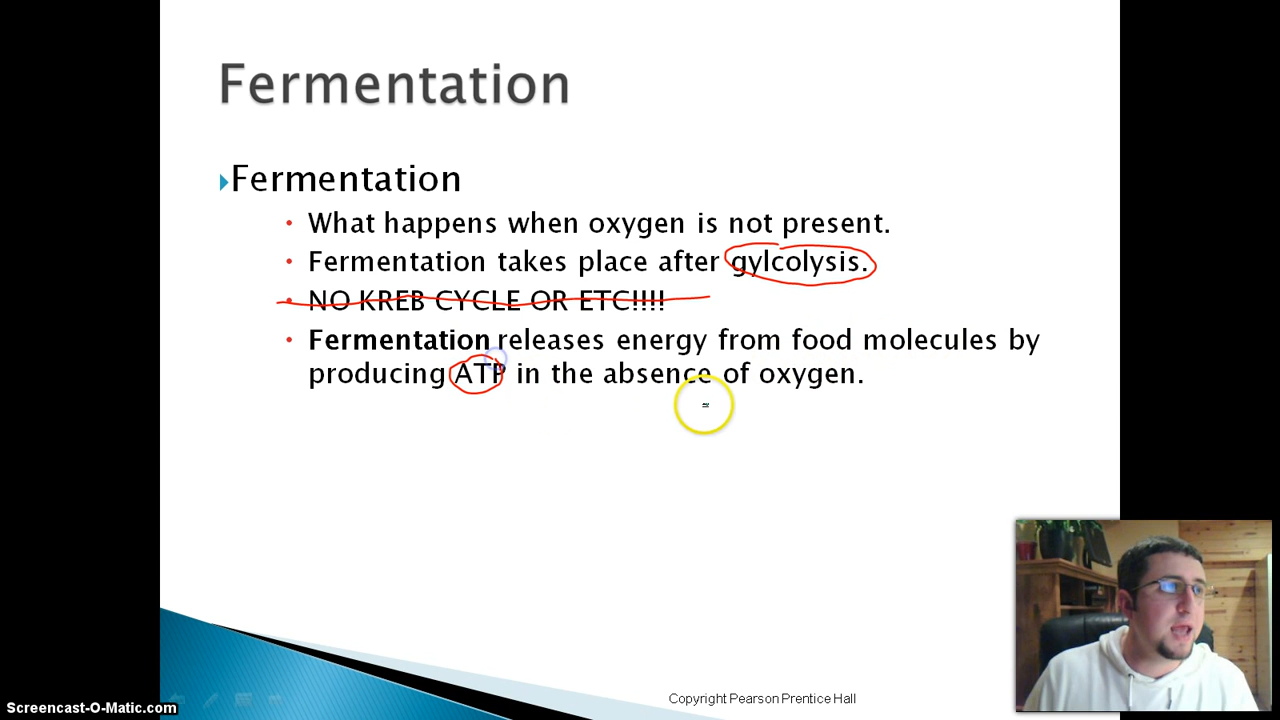 Fermentation
Fermentation
• What happens when oxygen is not present.
• Fermentation takes place after gylcolysis.
• NO KREB CYCLE OR ETC!!!!
• Fermentation releases energy from food molecules by
producing ATP in the absence of oxygen.
Copyright Pearson Prentice Hall
Screencast-O-Matic.com